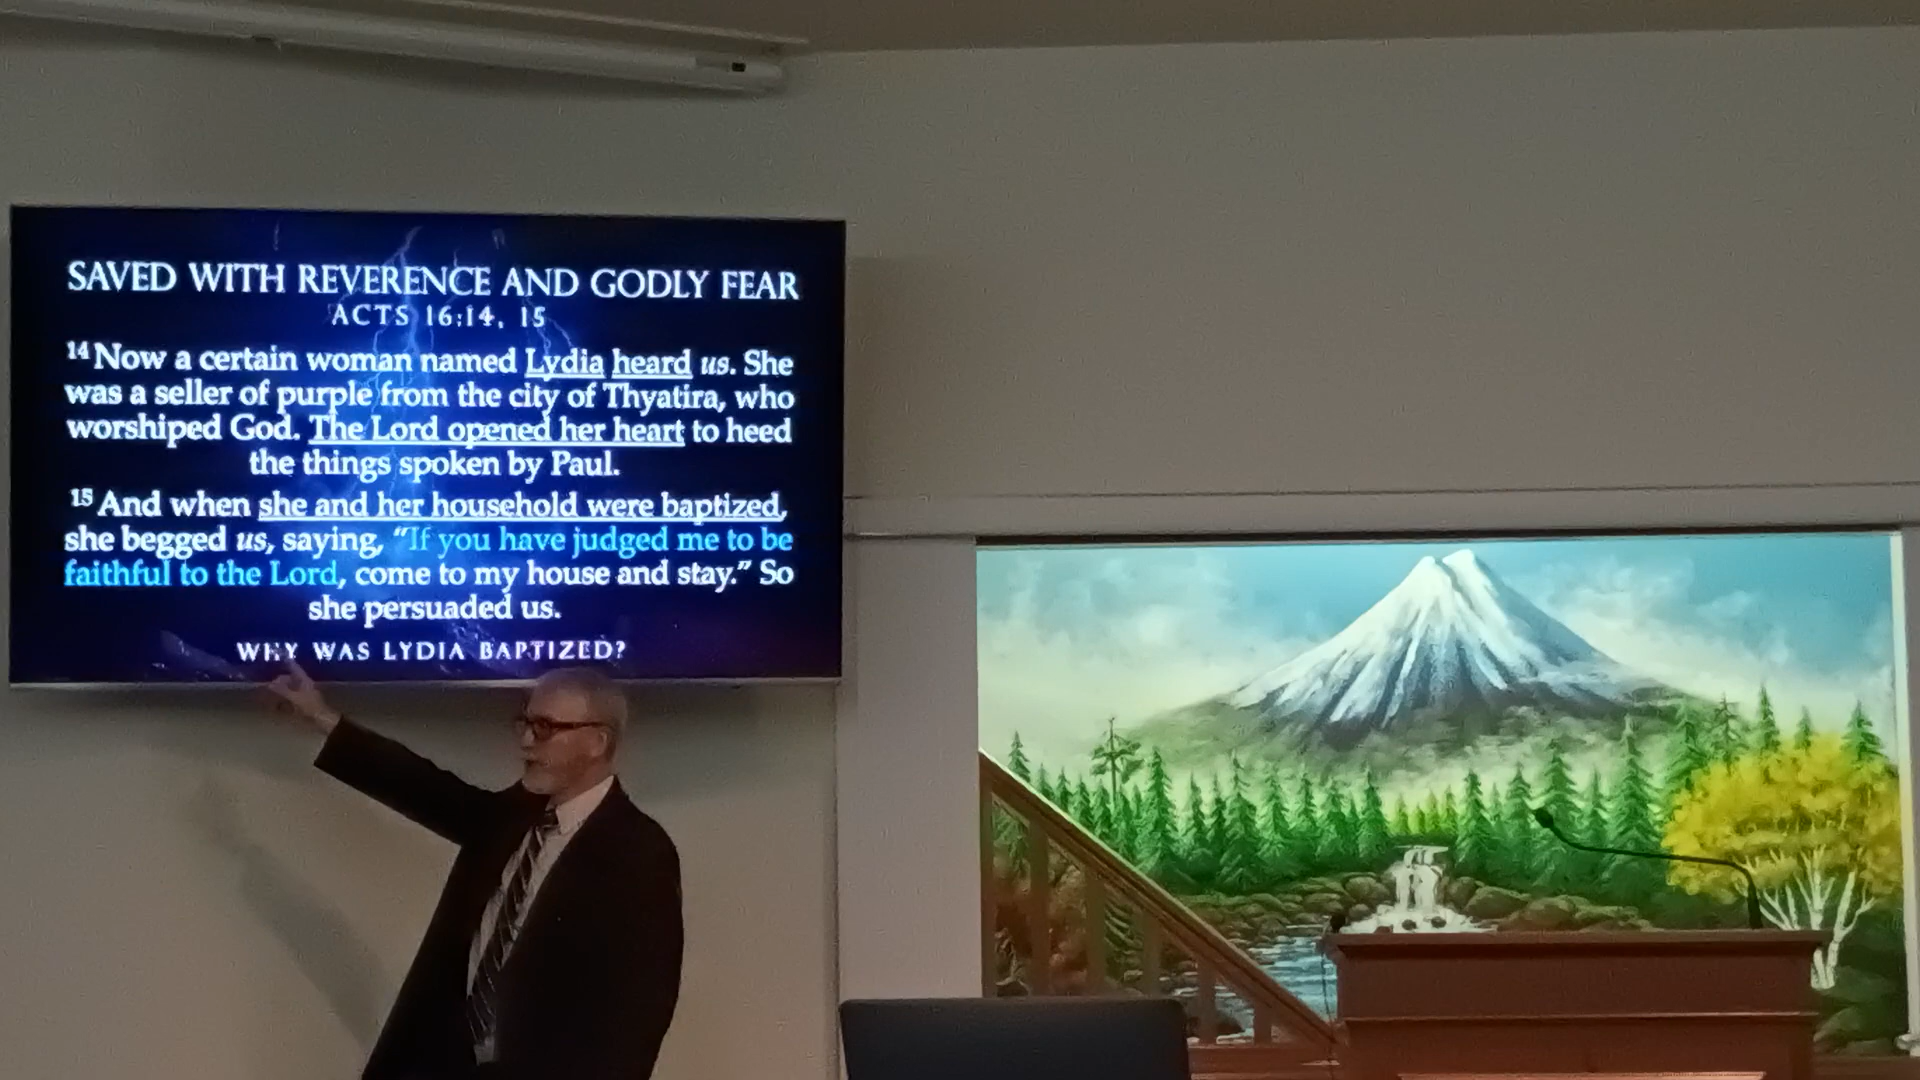 SAVED WITH REVERENCE AND GODLY FEAR
ACTS 16:14, 15
14 Now a certain woman named Lydia heard us. She
was a seller of purple from the city of Thyatira, who
worshiped God. The Lord opened her heart to heed
the things spoken by Paul.
15 And when she and her household were baptized,
she begged us, saying, “If you have judged me to be
faithful to the Lord, come to my house and stay.” So
she persuaded us.
WHY WAS LYDIA BAPTIZED?